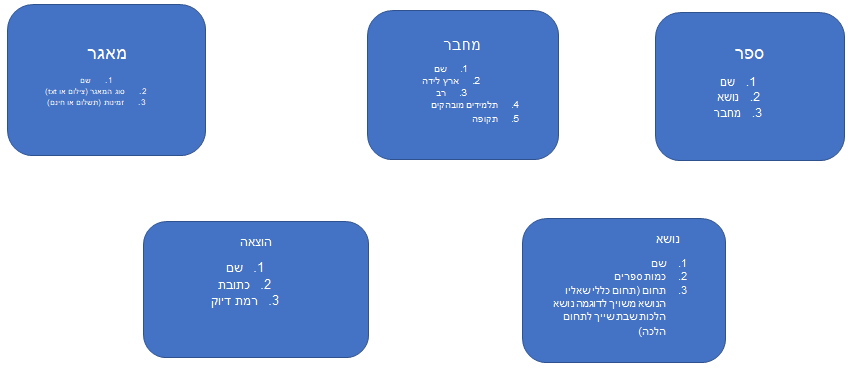 ספר
1. שם
2. נושא
3. מחבר
מחבר
1. שם
2. ארץ לידה
3. רב
4. תלמידים מובהקים
5. תקופה
מאגר
1. שם
2. סוג המאגר (צילום או txt)
3. זמינות (תשלום או חינם)
נושא
1. שם
2. כמות ספרים
3. תחום (תחום כללי שאליו
הנושא משויך לדוגמה נושא
הלכות שבת שייך לתחום
הלכה)
הוצאה
1. שם
2. כתובת
3. רמת דיוק